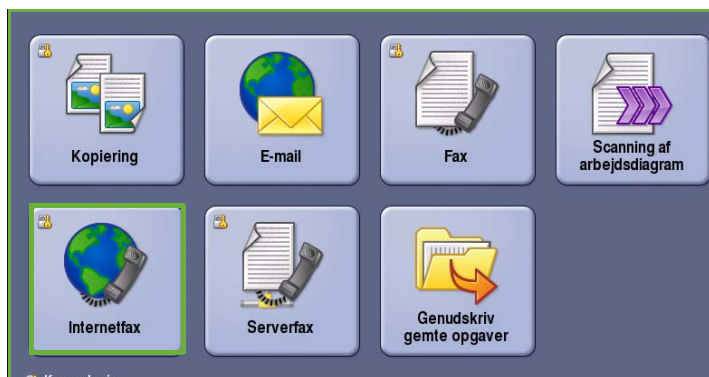 Kopiering
E-mail
Fax
Scanning af
arbejdsdiagram
Internetfax
Serverfax
Genudskriv
gemte opgaver